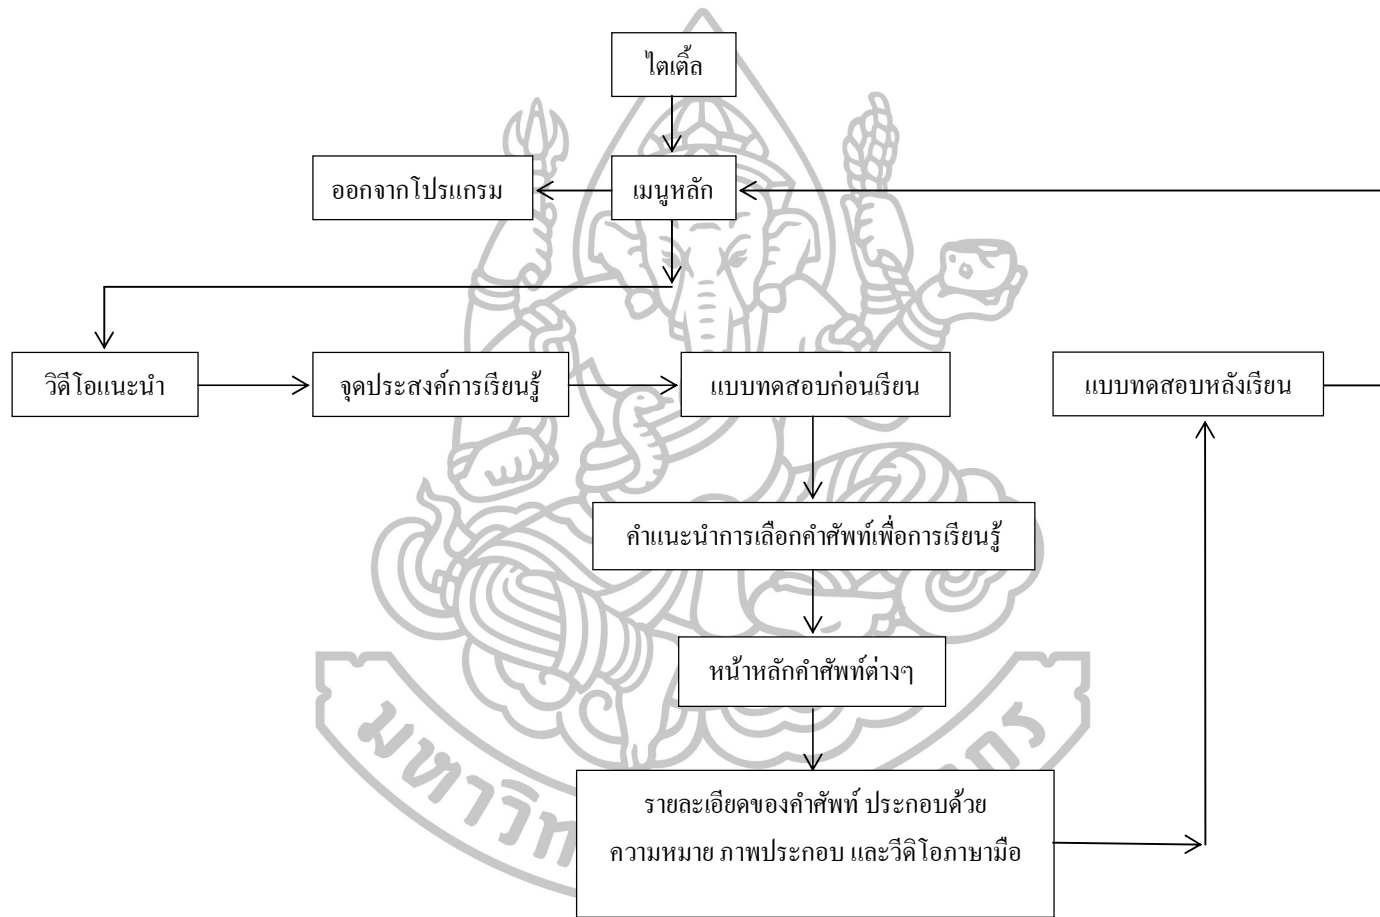 ไตเติ้ล
ออกจากโปรแกรม
เมนูหลัก
วิดีโอแนะนำ
จุดประสงค์การเรียนรู้
แบบทดสอบก่อนเรียน
แบบทดสอบหลังเรียน
คำแนะนำการเลือกคำศัพท์เพื่อการเรียนรู้
หน้าหลักคำศัพท์ต่างๆ
รายละเอียดของคำศัพท์ ประกอบด้วย
ความหมาย ภาพประกอบ และวีดิโอภาษามือ